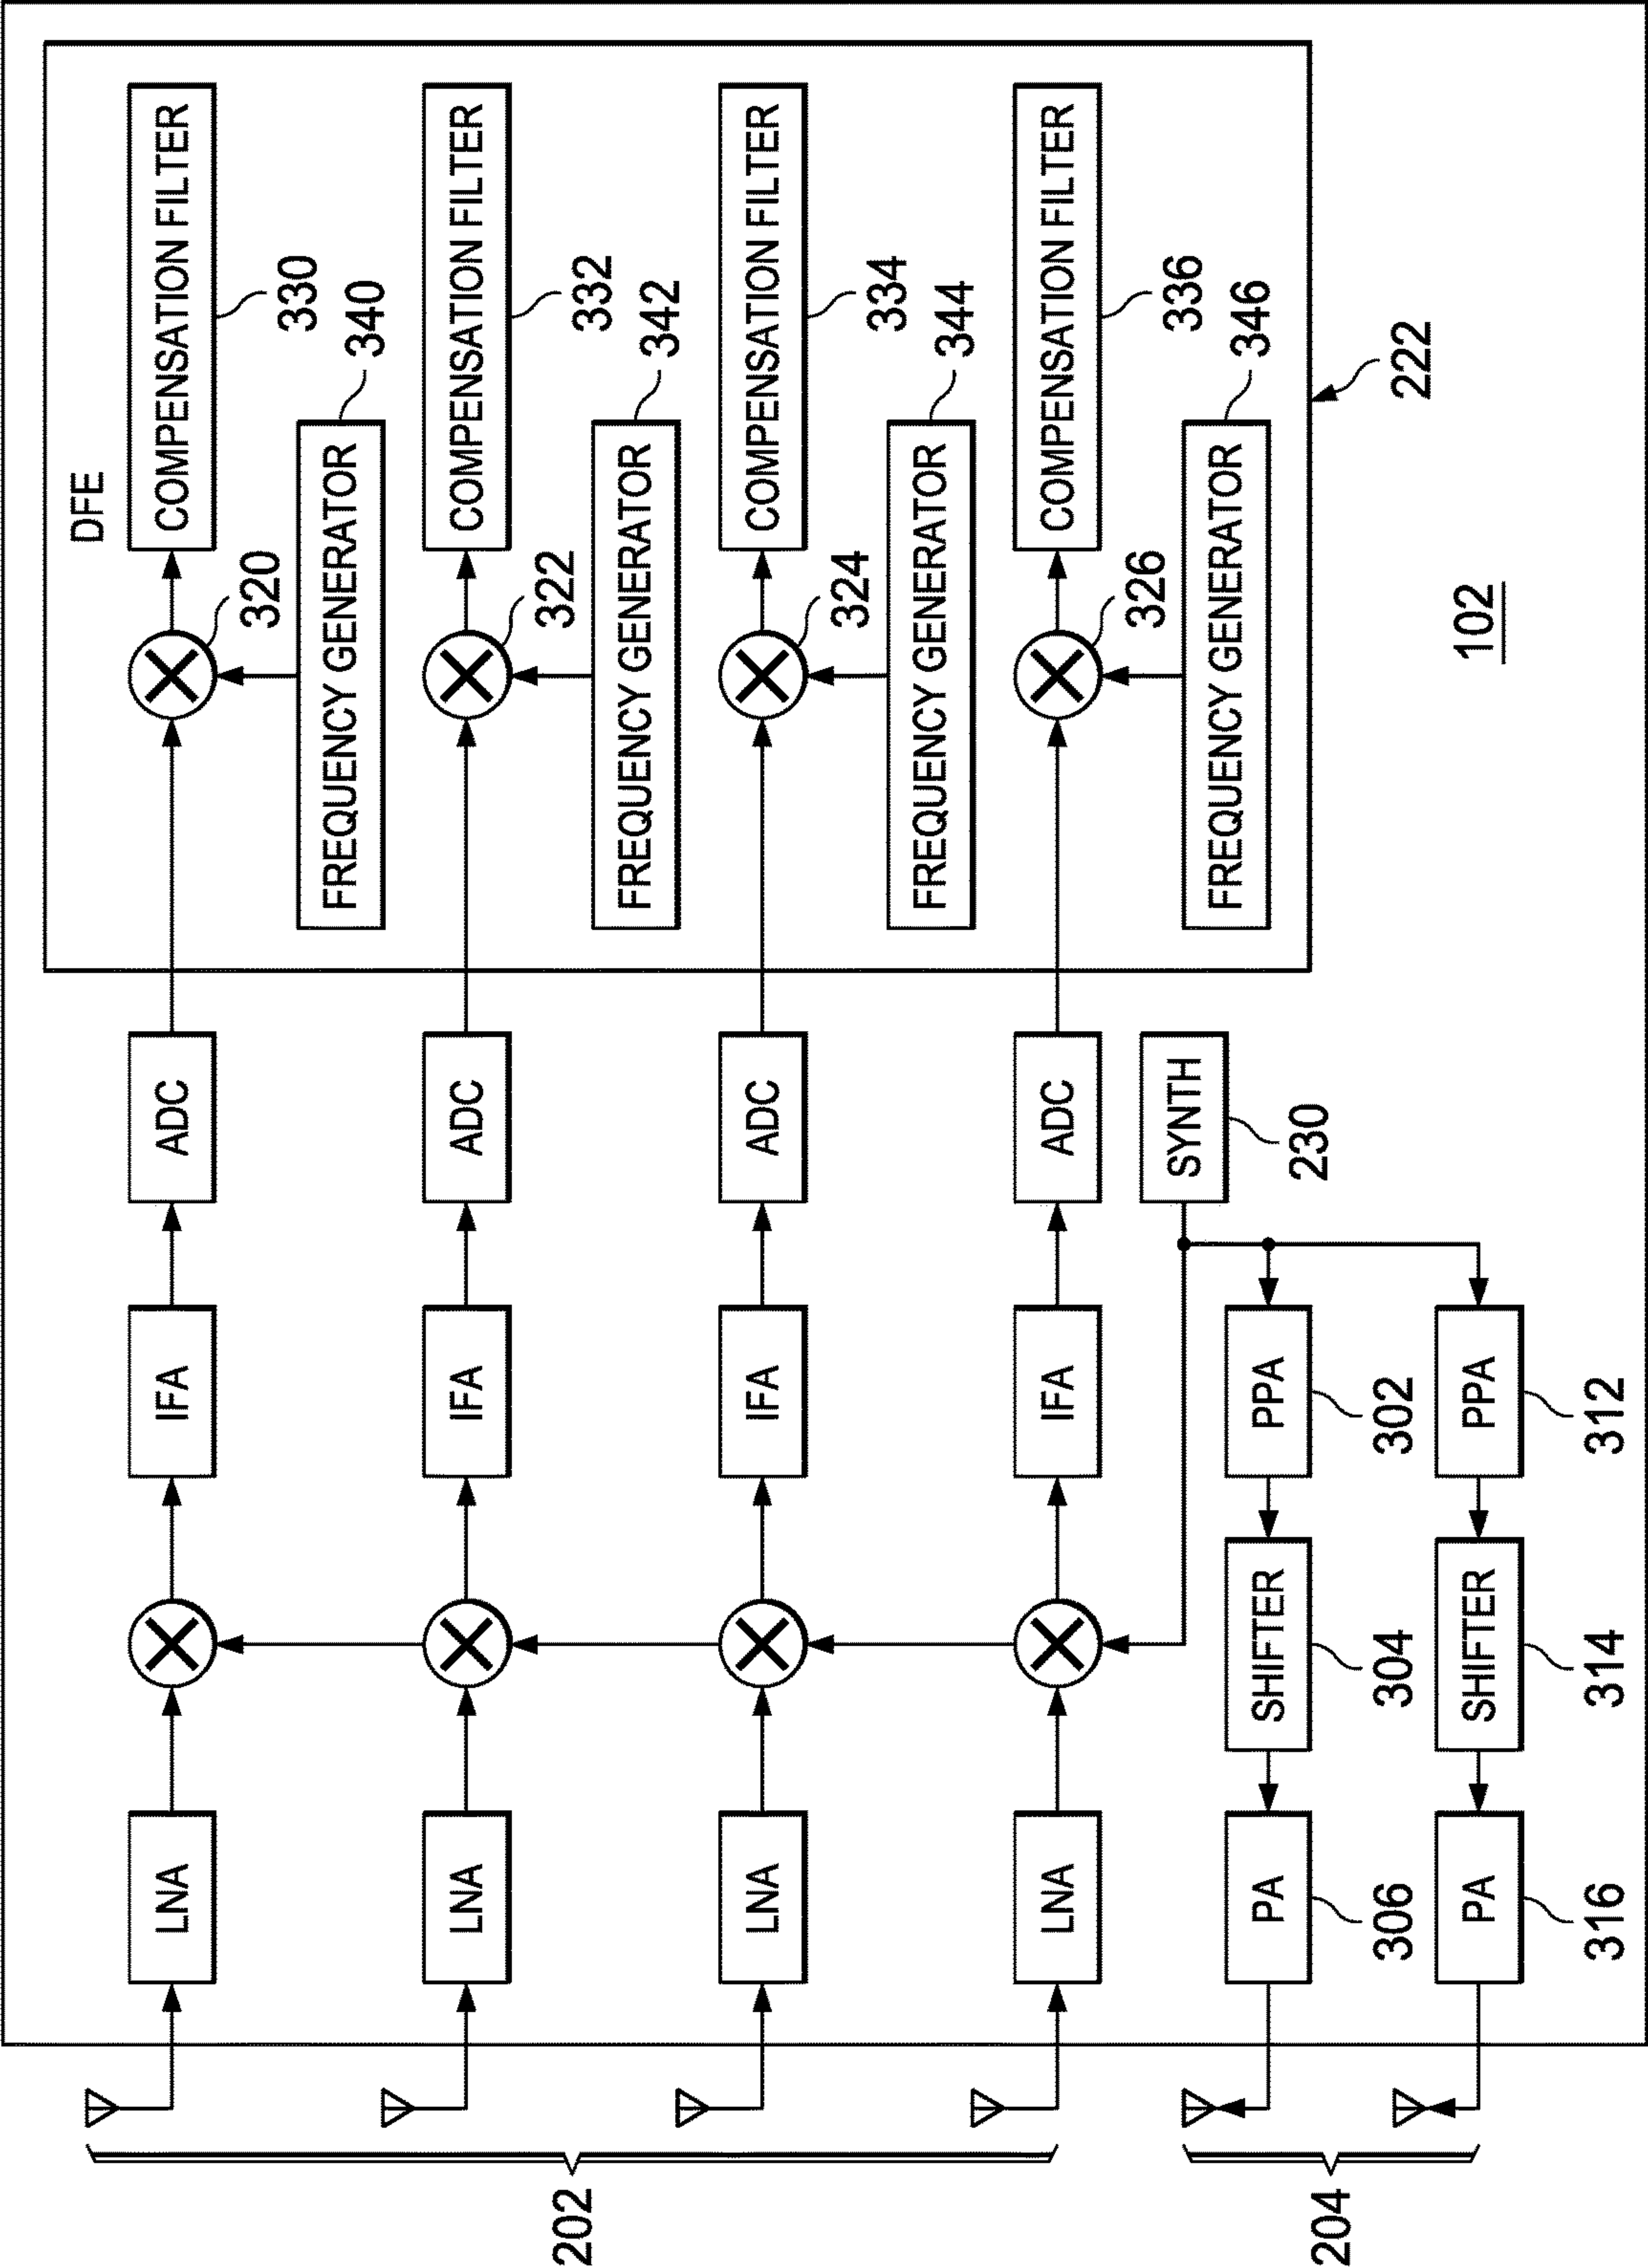 DFE
LNA
IFA
ADC
320
COMPENSATION FILTER
330
FREQUENCY GENERATOR
340
LNA
IFA
ADC
322
COMPENSATION FILTER
332
FREQUENCY GENERATOR
342
LNA
IFA
ADC
324
COMPENSATION FILTER
334
FREQUENCY GENERATOR
344
LNA
IFA
ADC
326
COMPENSATION FILTER
336
FREQUENCY GENERATOR
346
202
SYNTH
230
222
PA
306
SHIFTER
304
PPA
302
PA
316
SHIFTER
314
PPA
312
204
102